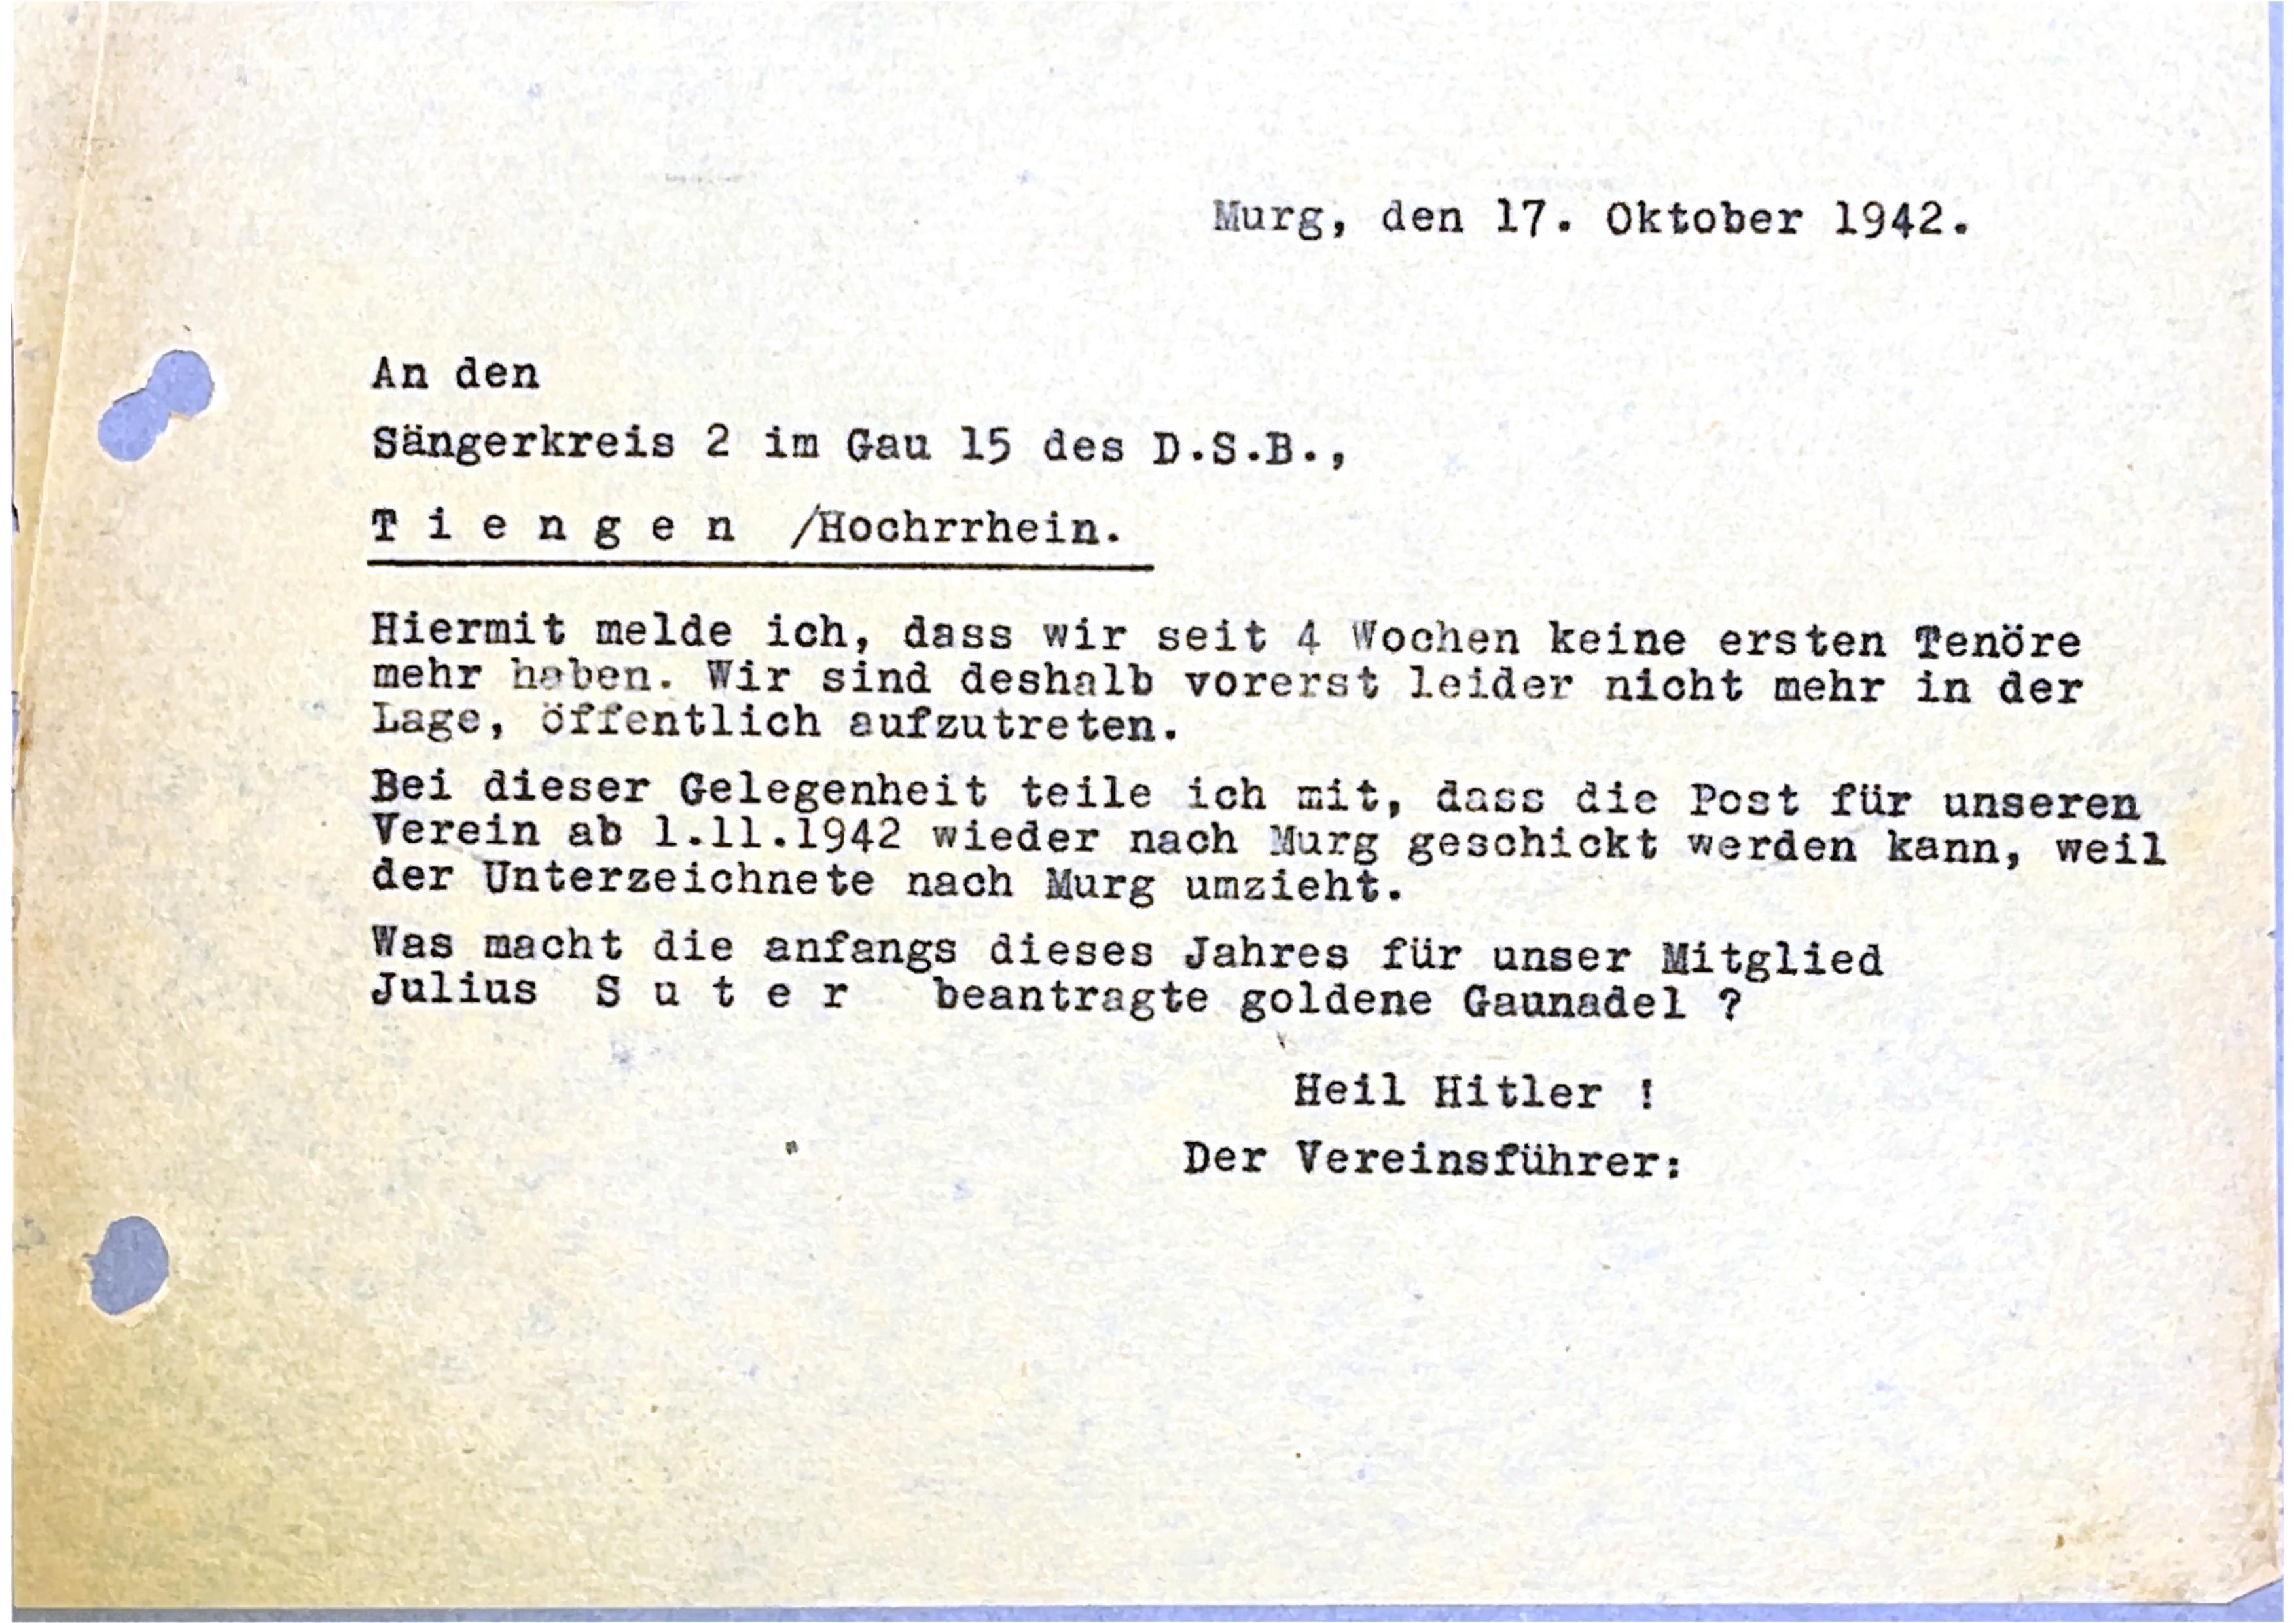 Murg, den 17. Oktober 1942.
An den
Sängerkreis 2 im Gau 15 des D.S.B.,
T i e n g e n /Hochrrhein.
Hiermit melde ich, dass wir seit 4 Wochen keine ersten Tenöre
mehr haben. Wir sind deshalb vorerst leider nicht mehr in der
Lage, öffentlich aufzutreten.
Bei dieser Gelegenheit teile ich mit, dass die Post für unseren
Verein ab 1.11.1942 wieder nach Murg geschickt werden kann, weil
der Unterzeichnete nach Murg umzieht.
Was macht die anfangs dieses Jahres für unser Mitglied
Julius S u t e r beantragte goldene Gaunadel ?
Heil Hitler !
Der Vereinsführer: